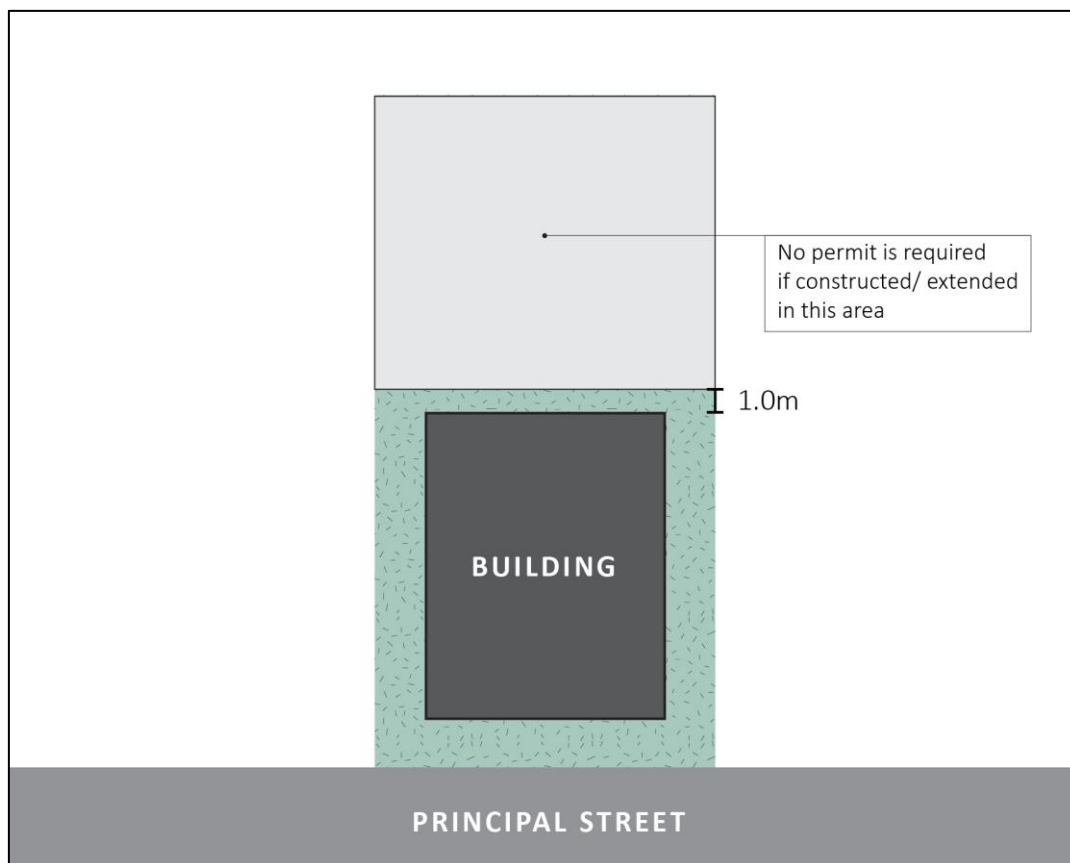 No permit is required
if constructed/ extended
in this area
1.0m
BUILDING
PRINCIPAL STREET